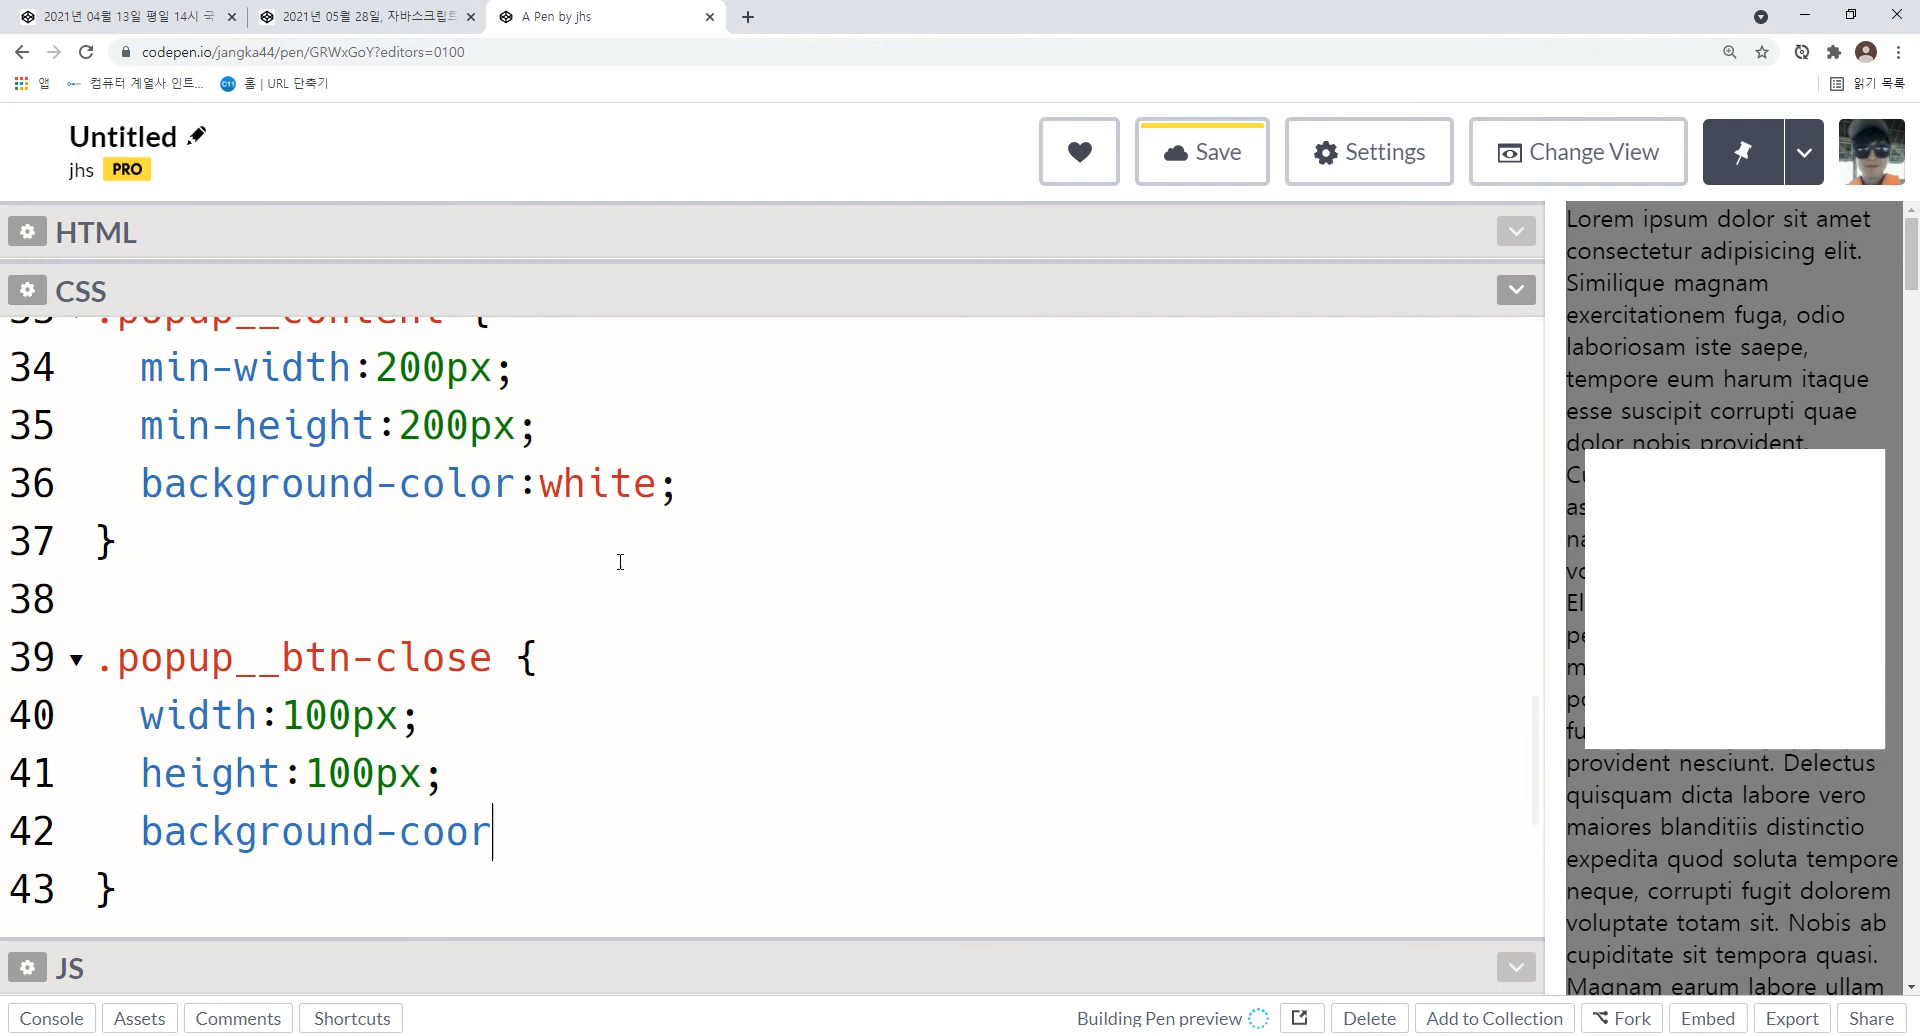 2021년 04월 13일 평일 14시 국
2021년 05월 28일, 자바스크립트
A Pen by jhs
codepen.io/jangka44/pen/GRWxGoY?editors=0100
앱
컴퓨터 계열사 인트...
홈 | URL 단축기
읽기 목록
Untitled
jhs PRO
Save
Settings
Change View
HTML
CSS
33 .popup__content {
34 min-width:200px;
35 min-height:200px;
36 background-color:white;
37 }
38
39 .popup__btn-close {
40 width:100px;
41 height:100px;
42 background-coor
43 }
JS
Lorem ipsum dolor sit amet
consectetur adipisicing elit.
Similique magnam
exercitationem fuga, odio
laboriosam iste saepe,
tempore eum harum itaque
esse suscipit corrupti quae
dolor nobis provident.
provident nesciunt. Delectus
quisquam dicta labore vero
maiores blanditiis distinctio
expedita quod soluta tempore
neque, corrupti fugit dolorem
voluptate totam sit. Nobis ab
cupiditate sit tempora quasi.
Magnam earum labore ullam
Console
Assets
Comments
Shortcuts
Building Pen preview
Delete
Add to Collection
Fork
Embed
Export
Share